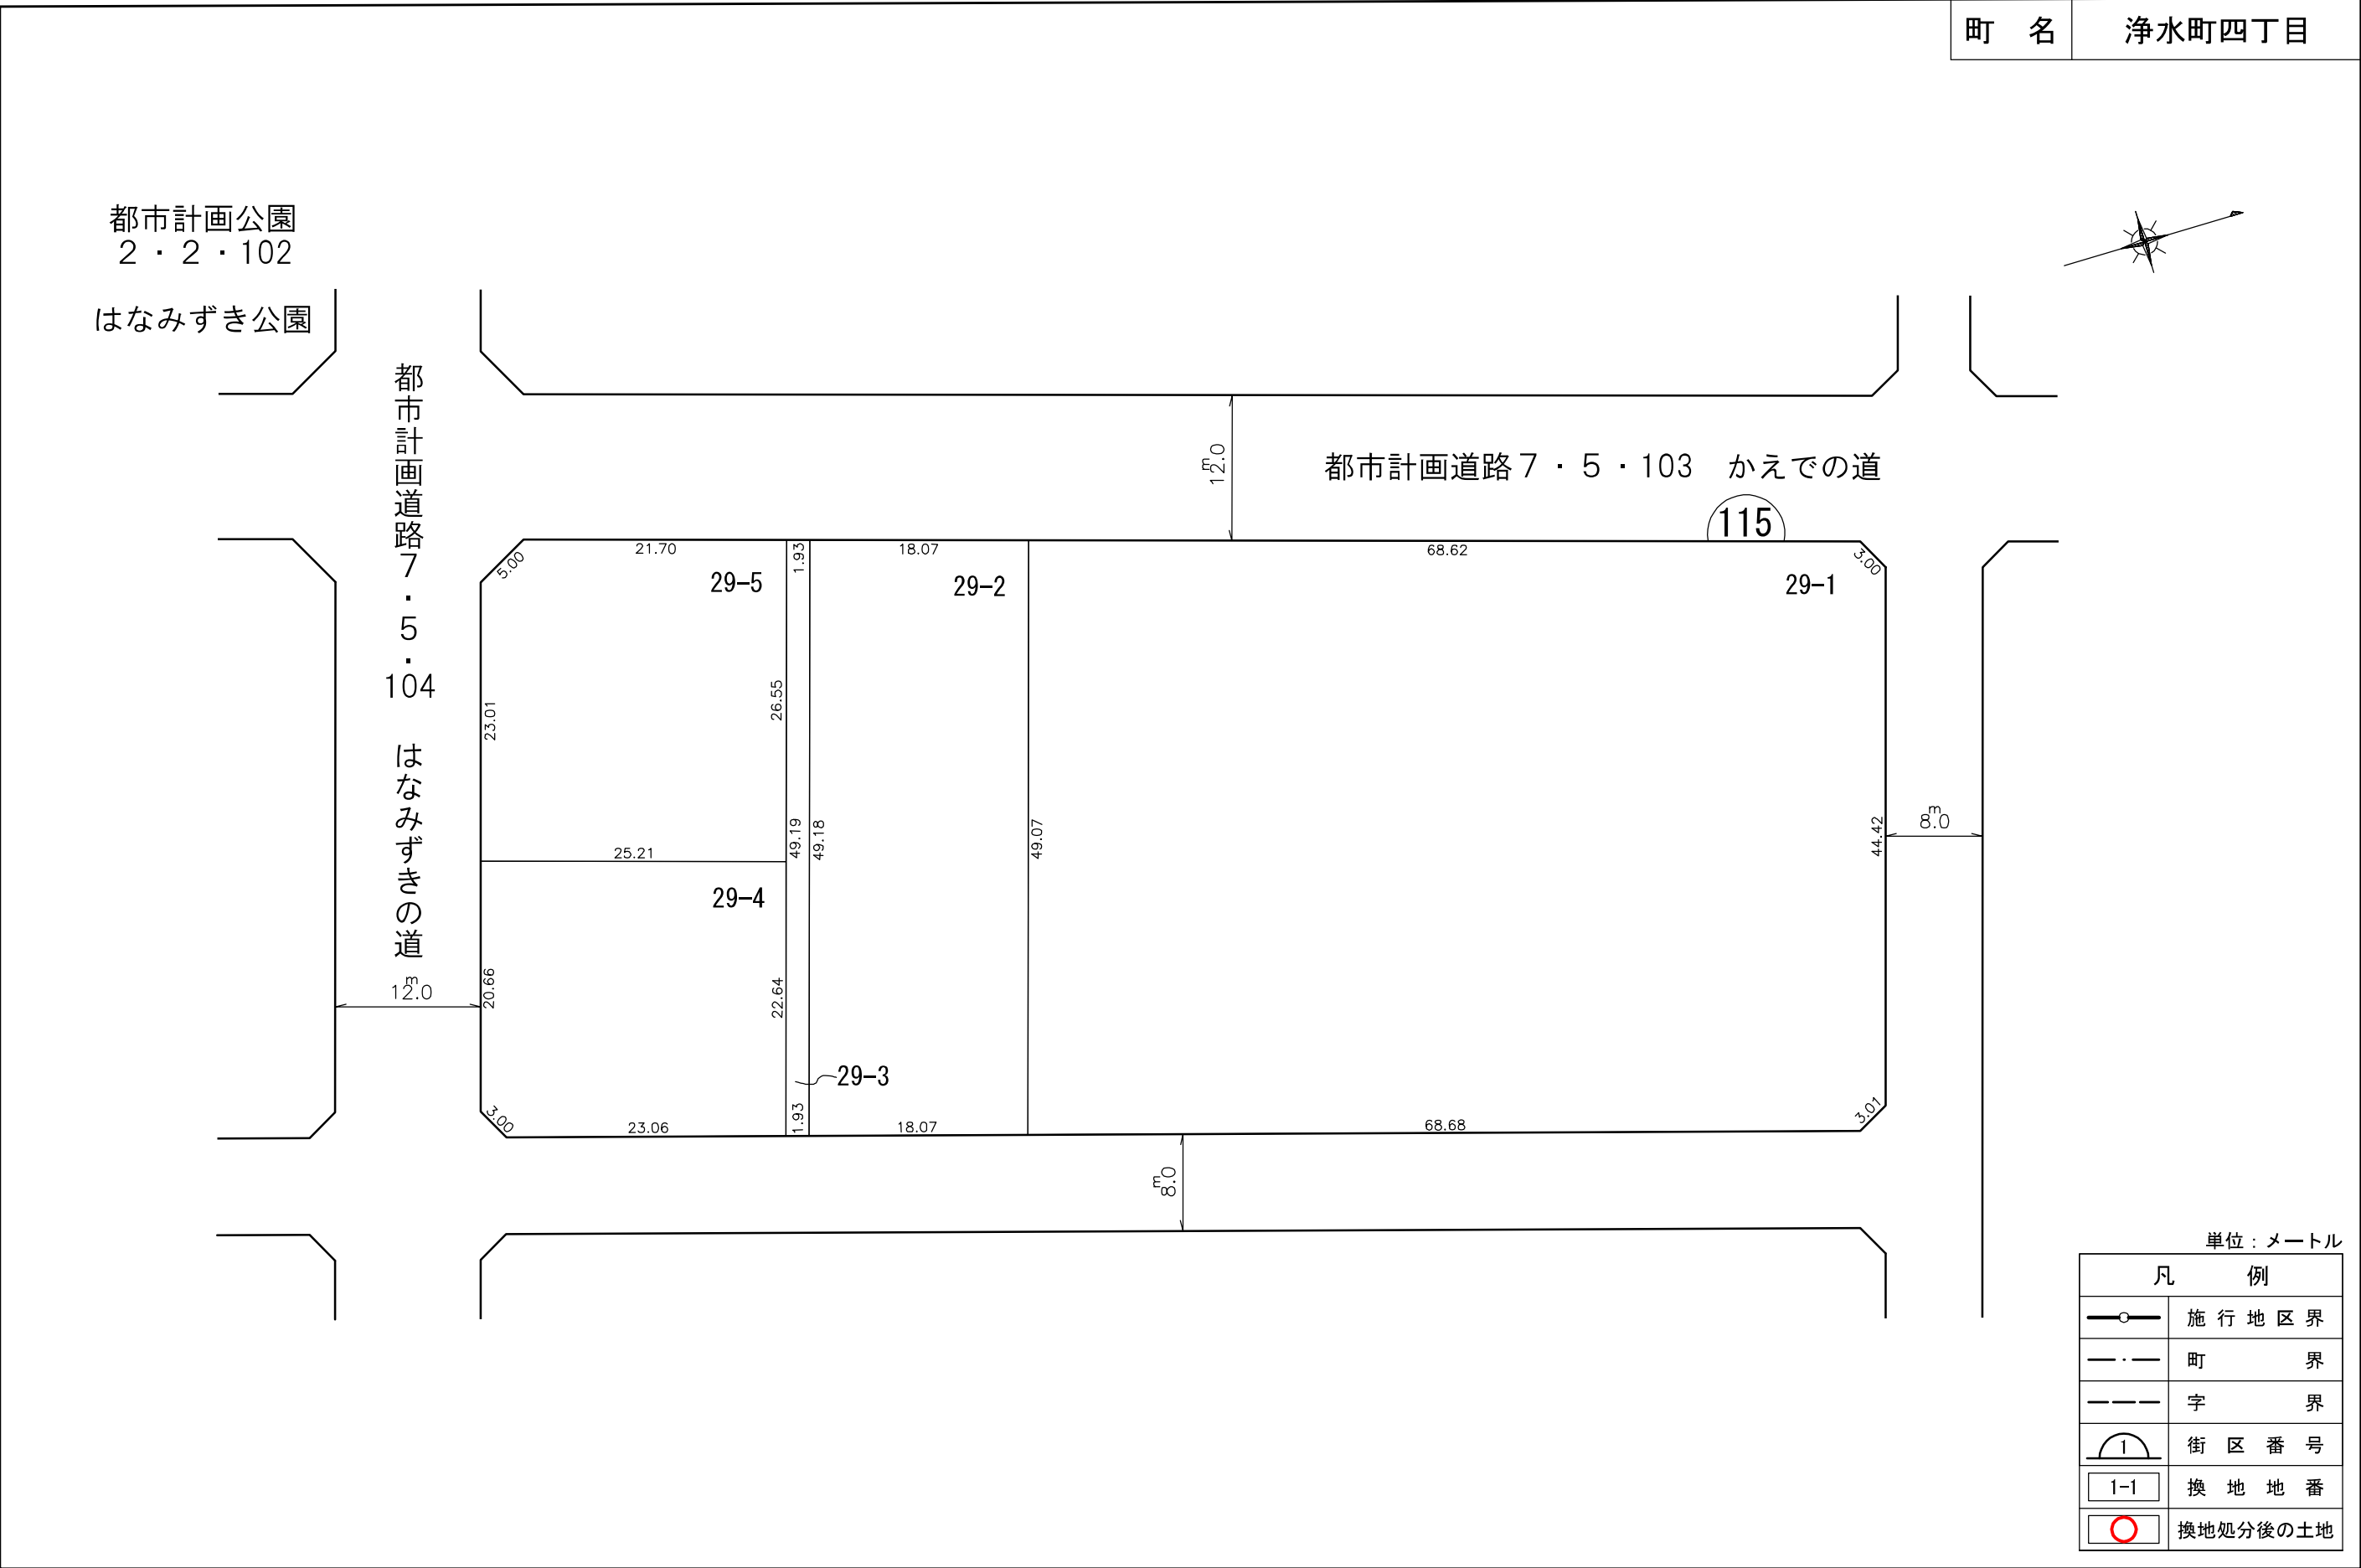 町 名 浄水町四丁目
都市計画公園
2・2・102
はなみずき公園
都市計画道路7・5・104 はなみずきの道
12.0
m
都市計画道路7・5・103 かえでの道
12.0
m
115
5.00
21.70
1.93
18.07
68.62
3.00
29-5
29-2
29-1
23.01
26.55
49.19
49.18
49.07
44.42
m
8.0
25.21
29-4
20.66
22.64
29-3
3.00
23.06
1.93
18.07
68.68
3.01
m
8.0
単位:メートル
凡 例
施行地区界
町 界
字 界
1 街区番号
1-1 換地地番
換地処分後の土地